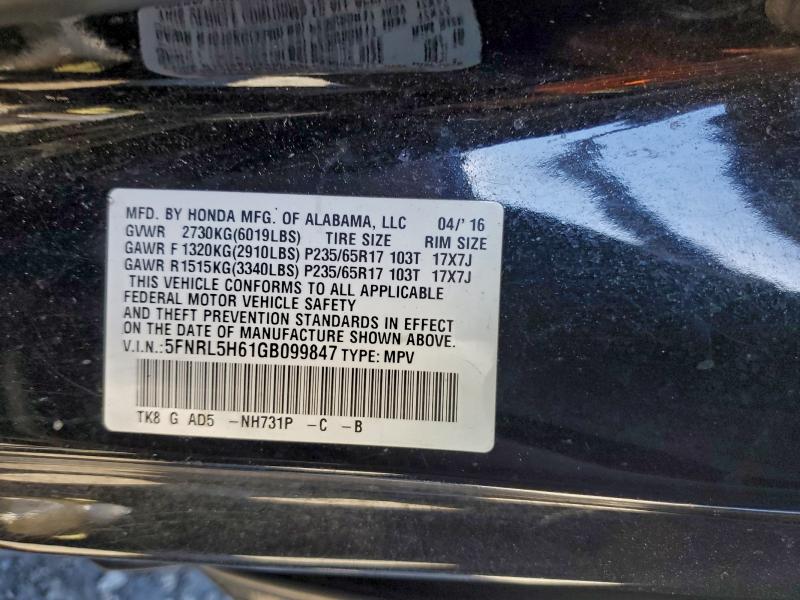 MFD. BY HONDA MFG. OF ALABAMA, LLC 04/'16
GVWR 2730KG(6019LBS) TIRE SIZE RIM SIZE
GAWR F 1320KG(2910LBS) P235/65R17 103T 17X7J
GAWR R1515KG(3340LBS) P235/65R17 103T 17X7J
THIS VEHICLE CONFORMS TO ALL APPLICABLE
FEDERAL MOTOR VEHICLE SAFETY
AND THEFT PREVENTION STANDARDS IN EFFECT
ON THE DATE OF MANUFACTURE SHOWN ABOVE.
V.I.N.:5FNRL5H61GB099847 TYPE: MPV
TK8 G AD5 -NH731P -C -B